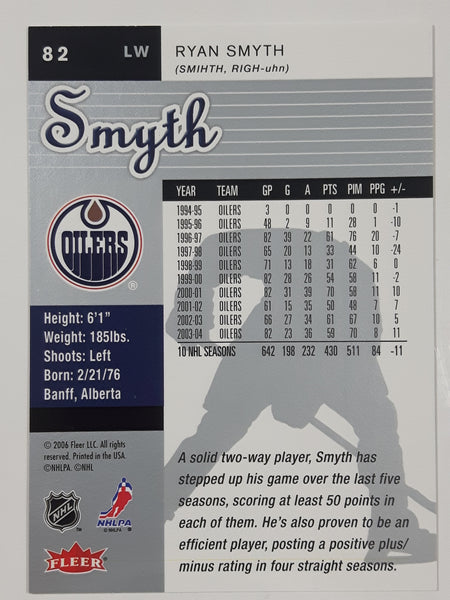 82 LW RYAN SMYTH
(SMIHTH, RIGH-uhn)
Smyth
YEAR TEAM GP G A PTS PIM PPG +/-
1994-95 OILERS 3 0 0 0 0 0 -1
1995-96 OILERS 48 2 9 11 28 1 -10
1996-97 OILERS 82 39 22 61 76 20 -7
1997-98 OILERS 65 20 13 33 44 10 -24
1998-99 OILERS 71 13 18 31 62 6 0
1999-00 OILERS 82 28 26 54 58 11 -2
2000-01 OILERS 82 31 39 70 58 11 10
2001-02 OILERS 61 15 35 50 48 7 7
2002-03 OILERS 66 27 34 61 67 10 5
2003-04 OILERS 82 23 36 59 70 8 11
10 NHL SEASONS 642 198 232 430 511 84 -11
OILERS
®
Height: 6'1"
Weight: 185lbs.
Shoots: Left
Born: 2/21/76
Banff, Alberta
© 2006 Fleer LLC. All rights
reserved. Printed in the USA.
©NHLPA. ©NHL
NHL
NHLPA
©NHLPA
FLEER
A solid two-way player, Smyth has
stepped up his game over the last five
seasons, scoring at least 50 points in
each of them. He's also proven to be an
efficient player, posting a positive plus/
minus rating in four straight seasons.